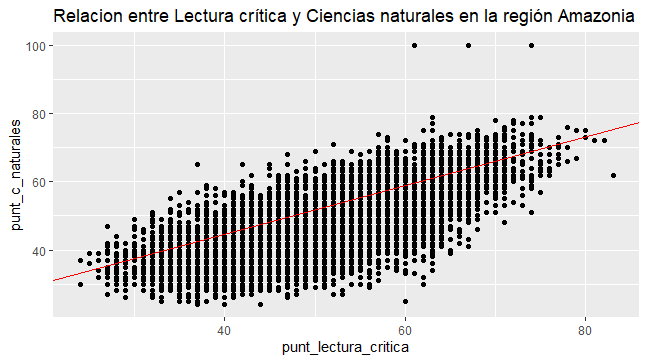 Relacion entre Lectura crítica y Ciencias naturales en la región Amazonia
100
80
60
40
punt_c_naturales
40
60
80
punt_lectura_critica